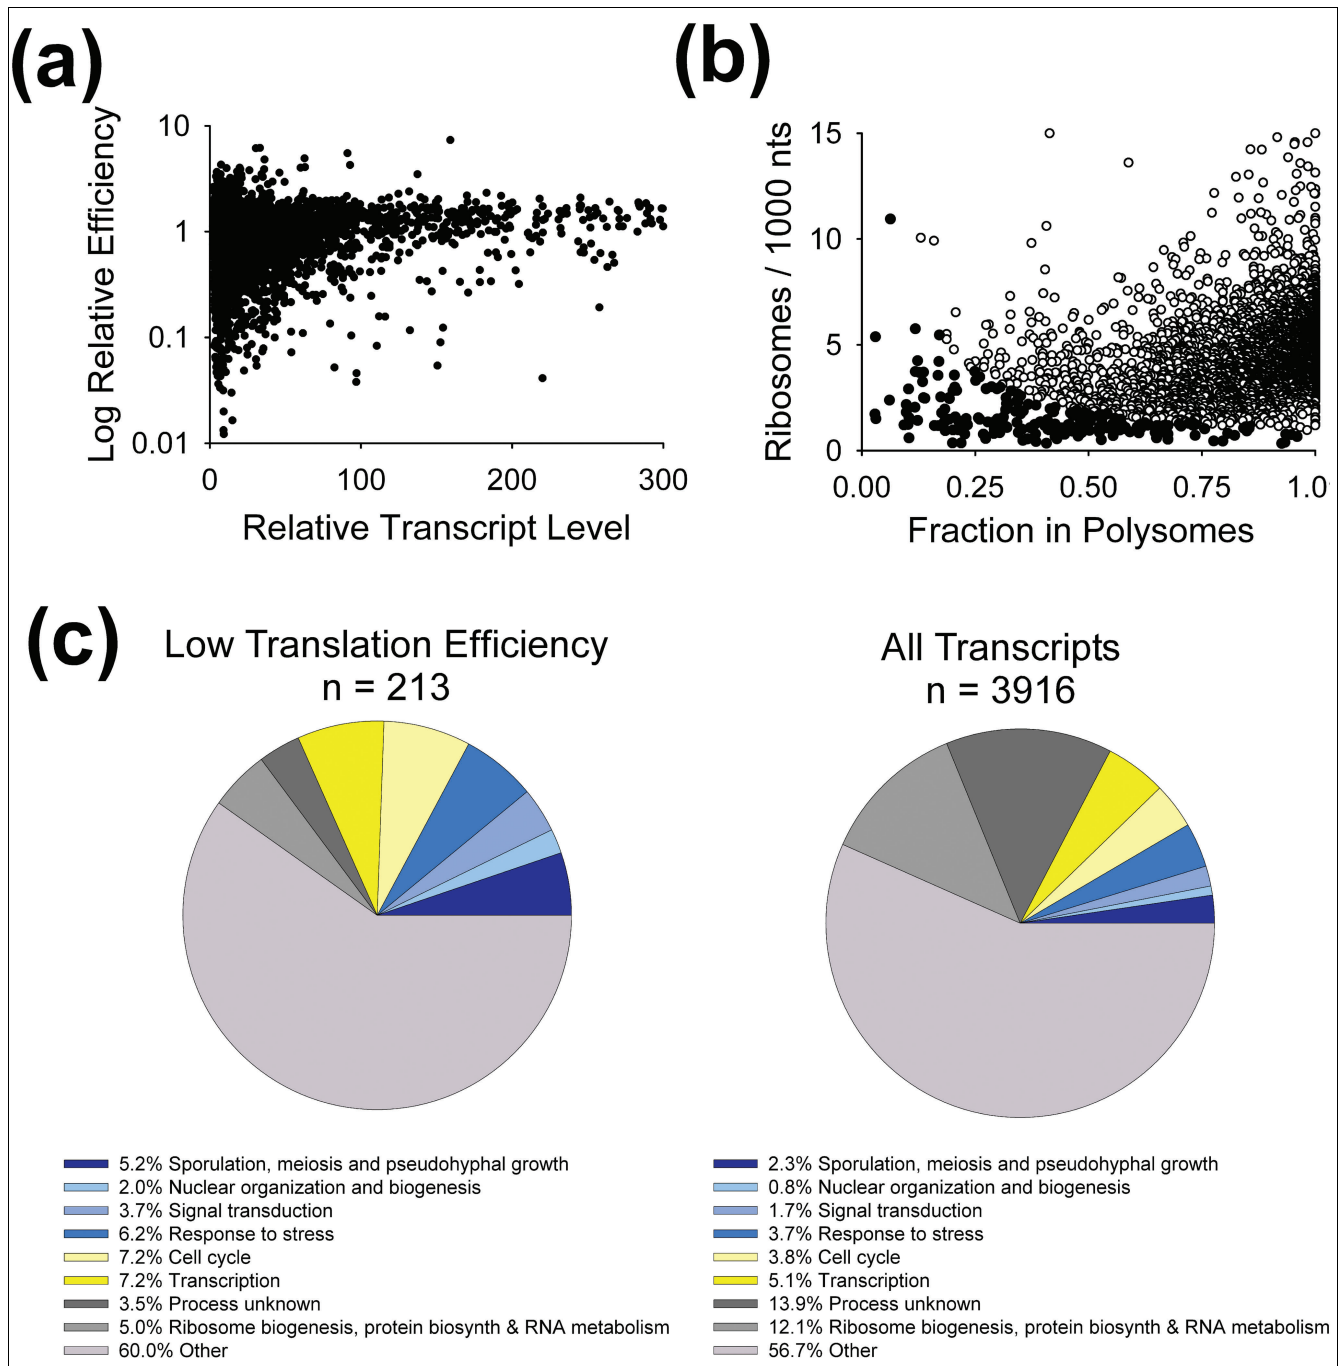 (a)
Log Relative Efficiency
10
1
0.1
0.01
0
100
200
300
Relative Transcript Level
(b)
Ribosomes / 1000 nts
15
10
5
0
0.00
0.25
0.50
0.75
1.0
Fraction in Polysomes
(c)
Low Translation Efficiency
n = 213
All Transcripts
n = 3916
5.2% Sporulation, meiosis and pseudohyphal growth
2.0% Nuclear organization and biogenesis
3.7% Signal transduction
6.2% Response to stress
7.2% Cell cycle
7.2% Transcription
3.5% Process unknown
5.0% Ribosome biogenesis, protein biosynth & RNA metabolism
60.0% Other
2.3% Sporulation, meiosis and pseudohyphal growth
0.8% Nuclear organization and biogenesis
1.7% Signal transduction
3.7% Response to stress
3.8% Cell cycle
5.1% Transcription
13.9% Process unknown
12.1% Ribosome biogenesis, protein biosynth & RNA metabolism
56.7% Other